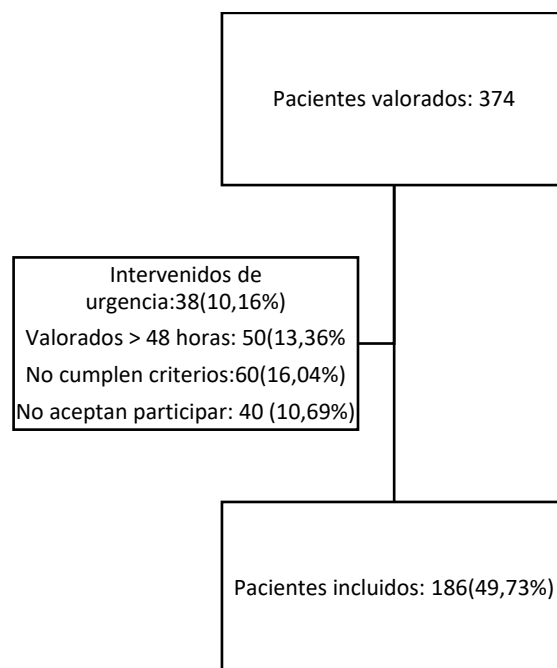 Pacientes valorados: 374
Intervenidos de
urgencia:38(10,16%)
Valorados > 48 horas: 50(13,36%
No cumplen criterios:60(16,04%)
No aceptan participar: 40 (10,69%)
Pacientes incluidos: 186(49,73%)